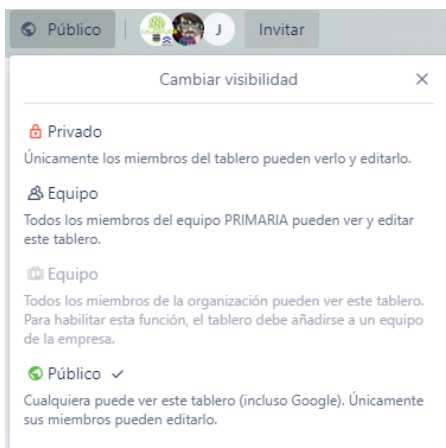 Público
J
Invitar
Cambiar visibilidad
Privado
Únicamente los miembros del tablero pueden verlo y editarlo.
Equipo
Todos los miembros del equipo PRIMARIA pueden ver y editar
este tablero.
Equipo
Todos los miembros de la organización pueden ver este tablero.
Para habilitar esta función, el tablero debe añadirse a un equipo
de la empresa.
Público
Cualquiera puede ver este tablero (incluso Google). Únicamente
sus miembros pueden editarlo.